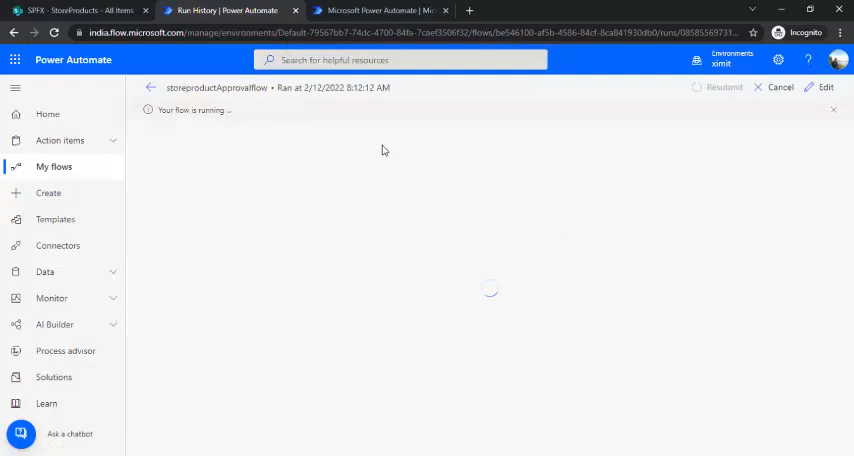 SPFX - StoreProducts - All Items
Run History | Power Automate
Microsoft Power Automate | Mic
india.flow.microsoft.com/manage/environments/Default-79567bb7-74dc-4700-84fa-7caef3506f32/flows/be546100-af5b-4586-84cf-8ca841930db0/runs/08585569731...
Incognito
Power Automate
Search for helpful resources
Environments
ximit
storeproductApprovalflow • Ran at 2/12/2022 8:12:12 AM
Resubmit
Cancel
Edit
Your flow is running ...
Home
Action items
My flows
Create
Templates
Connectors
Data
Monitor
AI Builder
Process advisor
Solutions
Learn
Ask a chatbot